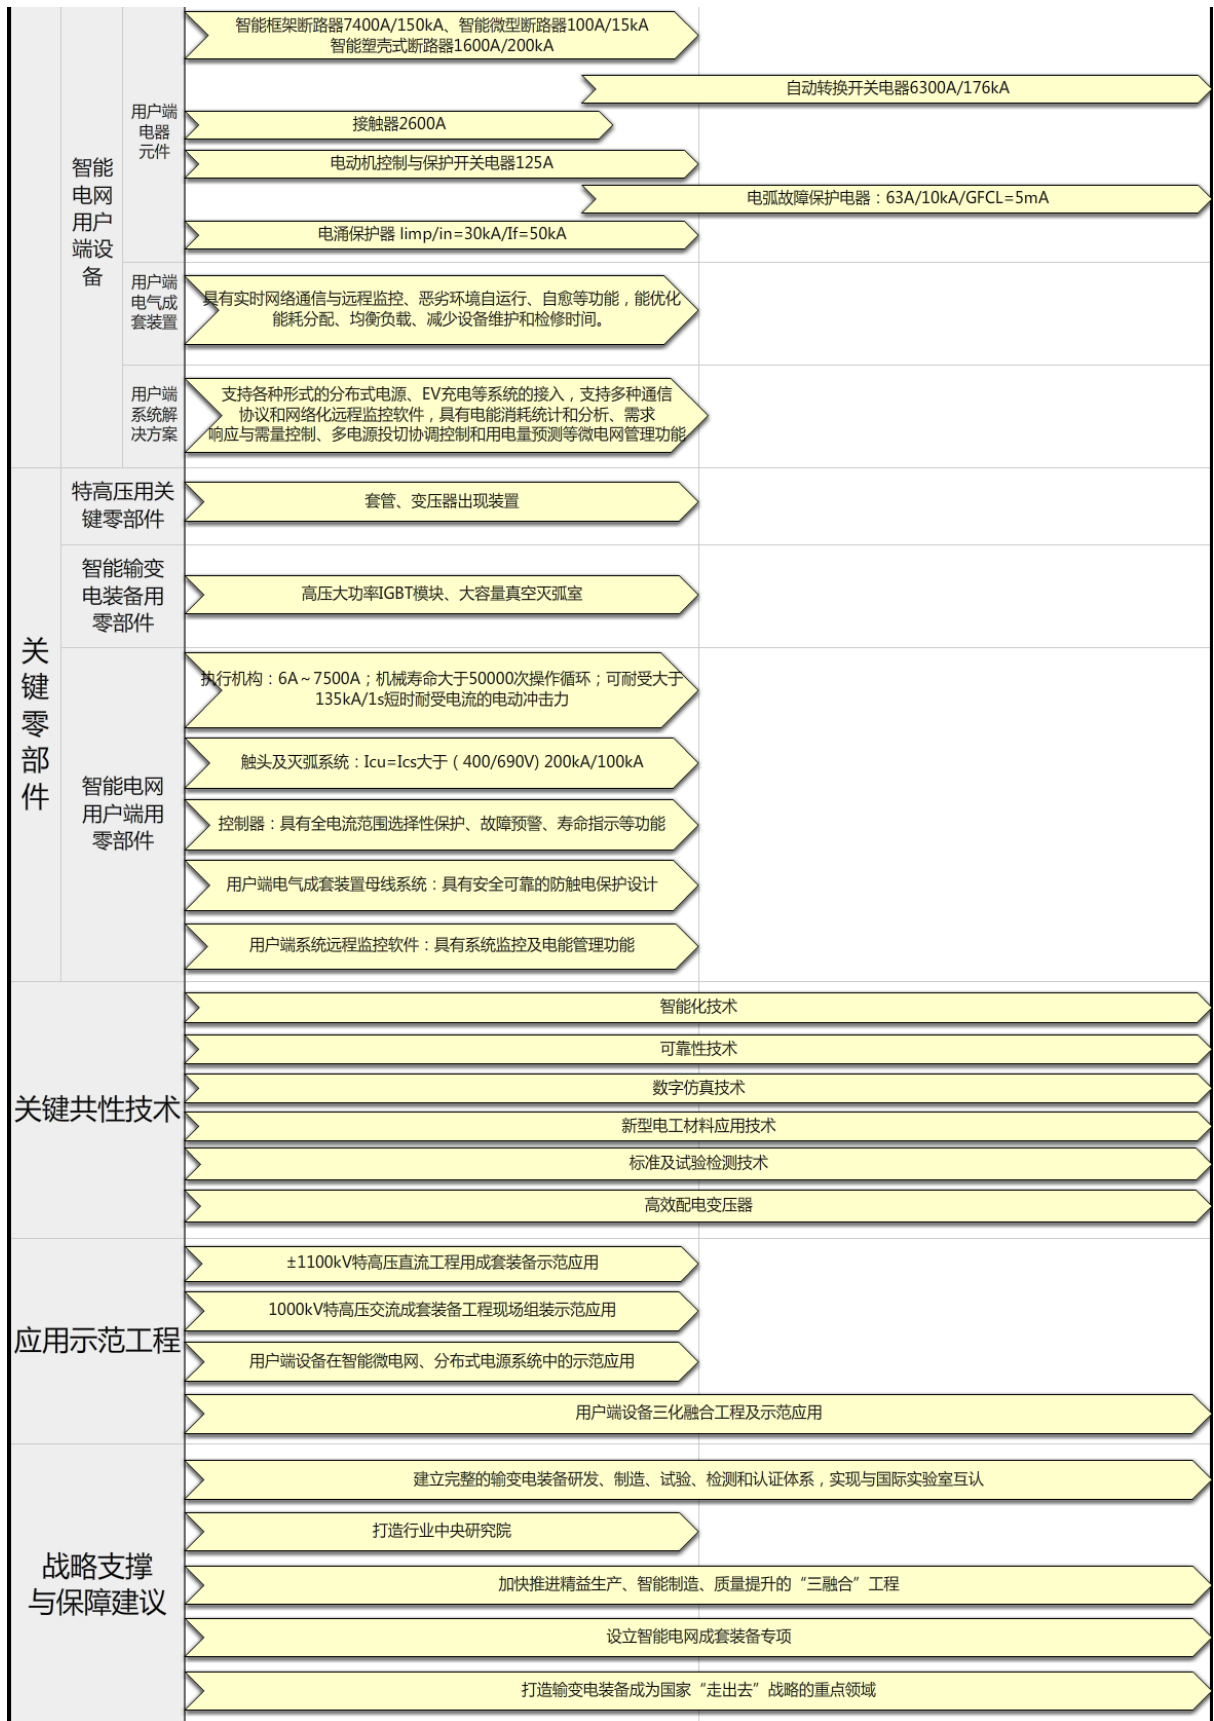 智能框架断路器7400A/150kA、智能微型断路器100A/15kA
智能塑壳式断路器1600A/200kA
自动转换开关电器6300A/176kA
用户端
电器
元件
接触器2600A
电动机控制与保护开关电器125A
智能
电网
用户
端设
备
电弧故障保护电器：63A/10kA/GFCL=5mA
电涌保护器 limp/in=30kA/If=50kA
用户端
电气成
套装置
具有实时网络通信与远程监控、恶劣环境自运行、自愈等功能，能优化
能耗分配、均衡负载、减少设备维护和检修时间。
用户端
系统解
决方案
支持各种形式的分布式电源、EV充电等系统的接入，支持多种通信
协议和网络化远程监控软件，具有电能消耗统计和分析、需求
响应与需量控制、多电源投切协调控制和用电量预测等微电网管理功能
关
键
零
部
件
特高压用关
键零部件
套管、变压器出现装置
智能输变
电装备用
零部件
高压大功率IGBT模块、大容量真空灭弧室
智能电网
用户端用
零部件
执行机构：6A～7500A；机械寿命大于50000次操作循环；可耐受大于
135kA/1s短时耐受电流的电动冲击力
触头及灭弧系统：Icu=Ics大于（400/690V) 200kA/100kA
控制器：具有全电流范围选择性保护、故障预警、寿命指示等功能
用户端电气成套装置母线系统：具有安全可靠的防触电保护设计
用户端系统远程监控软件：具有系统监控及电能管理功能
关键共性技术
智能化技术
可靠性技术
数字仿真技术
新型电工材料应用技术
标准及试验检测技术
高效配电变压器
应用示范工程
±1100kV特高压直流工程用成套装备示范应用
1000kV特高压交流成套装备工程现场组装示范应用
用户端设备在智能微电网、分布式电源系统中的示范应用
用户端设备三化融合工程及示范应用
战略支撑
与保障建议
建立完整的输变电装备研发、制造、试验、检测和认证体系，实现与国际实验室互认
打造行业中央研究院
加快推进精益生产、智能制造、质量提升的“三融合”工程
设立智能电网成套装备专项
打造输变电装备成为国家“走出去”战略的重点领域